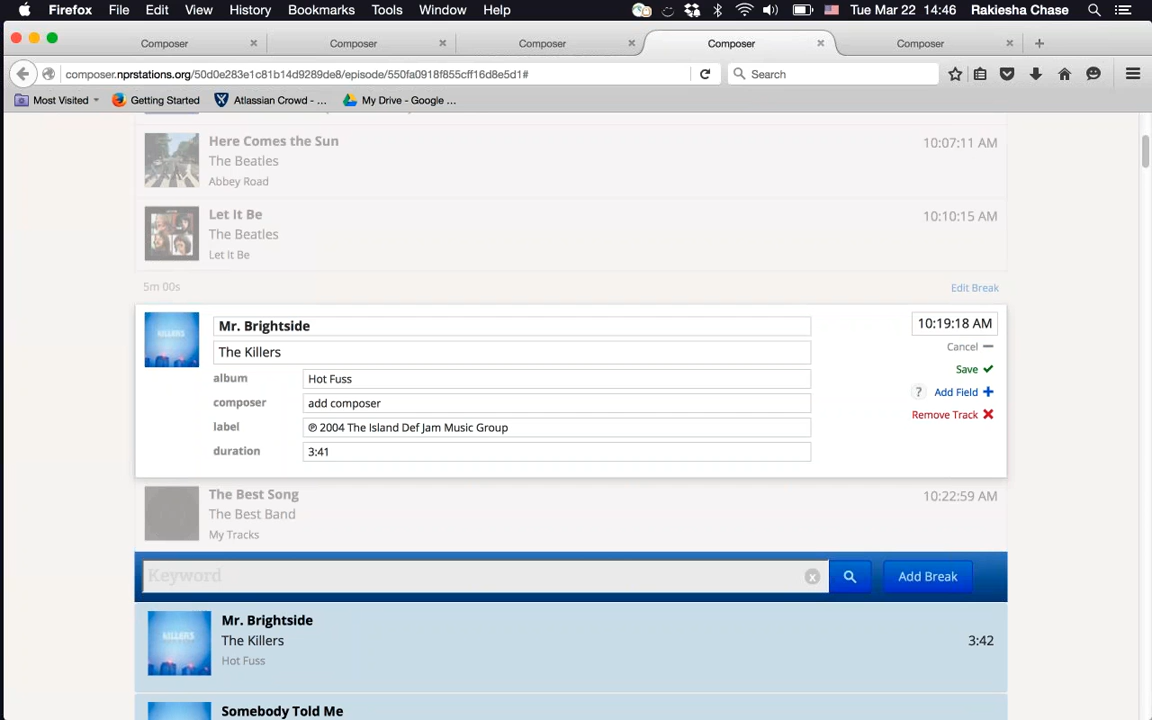 Firefox File Edit View History Bookmarks Tools Window Help Tue Mar 22 14:46 Rakiesha Chase
Composer Composer Composer Composer Composer
composer.nprstations.org/50d0e283e1c81b14d9289de8/episode/550fa0918f855cff16d8e5d1# Search
Most Visited Getting Started Atlassian Crowd - ... My Drive - Google ...
Here Comes the Sun 10:07:11 AM
The Beatles
Abbey Road
Let It Be 10:10:15 AM
The Beatles
Let It Be
5m 00s Edit Break
Mr. Brightside 10:19:18 AM
Cancel
The Killers
Save
album Hot Fuss
? Add Field
composer add composer
Remove Track
label ℗ 2004 The Island Def Jam Music Group
duration 3:41
The Best Song 10:22:59 AM
The Best Band
My Tracks
Keyword x Add Break
Mr. Brightside
The Killers 3:42
Hot Fuss
KILLERS
Somebody Told Me